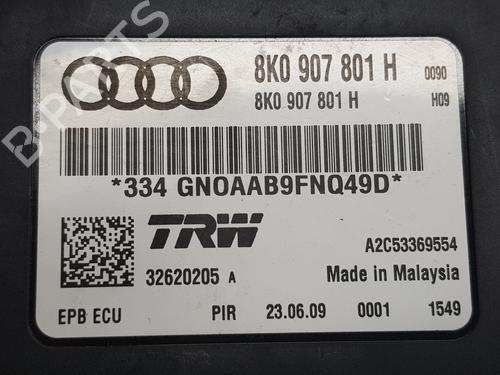 8K0 907 801 H 0090
8K0 907 801 H H09
*334 GNOAAB9FNQ49D*
TRW
A2C53369554
32620205 A Made in Malaysia
EPB ECU PIR 23.06.09 0001 1549
B-PARTS